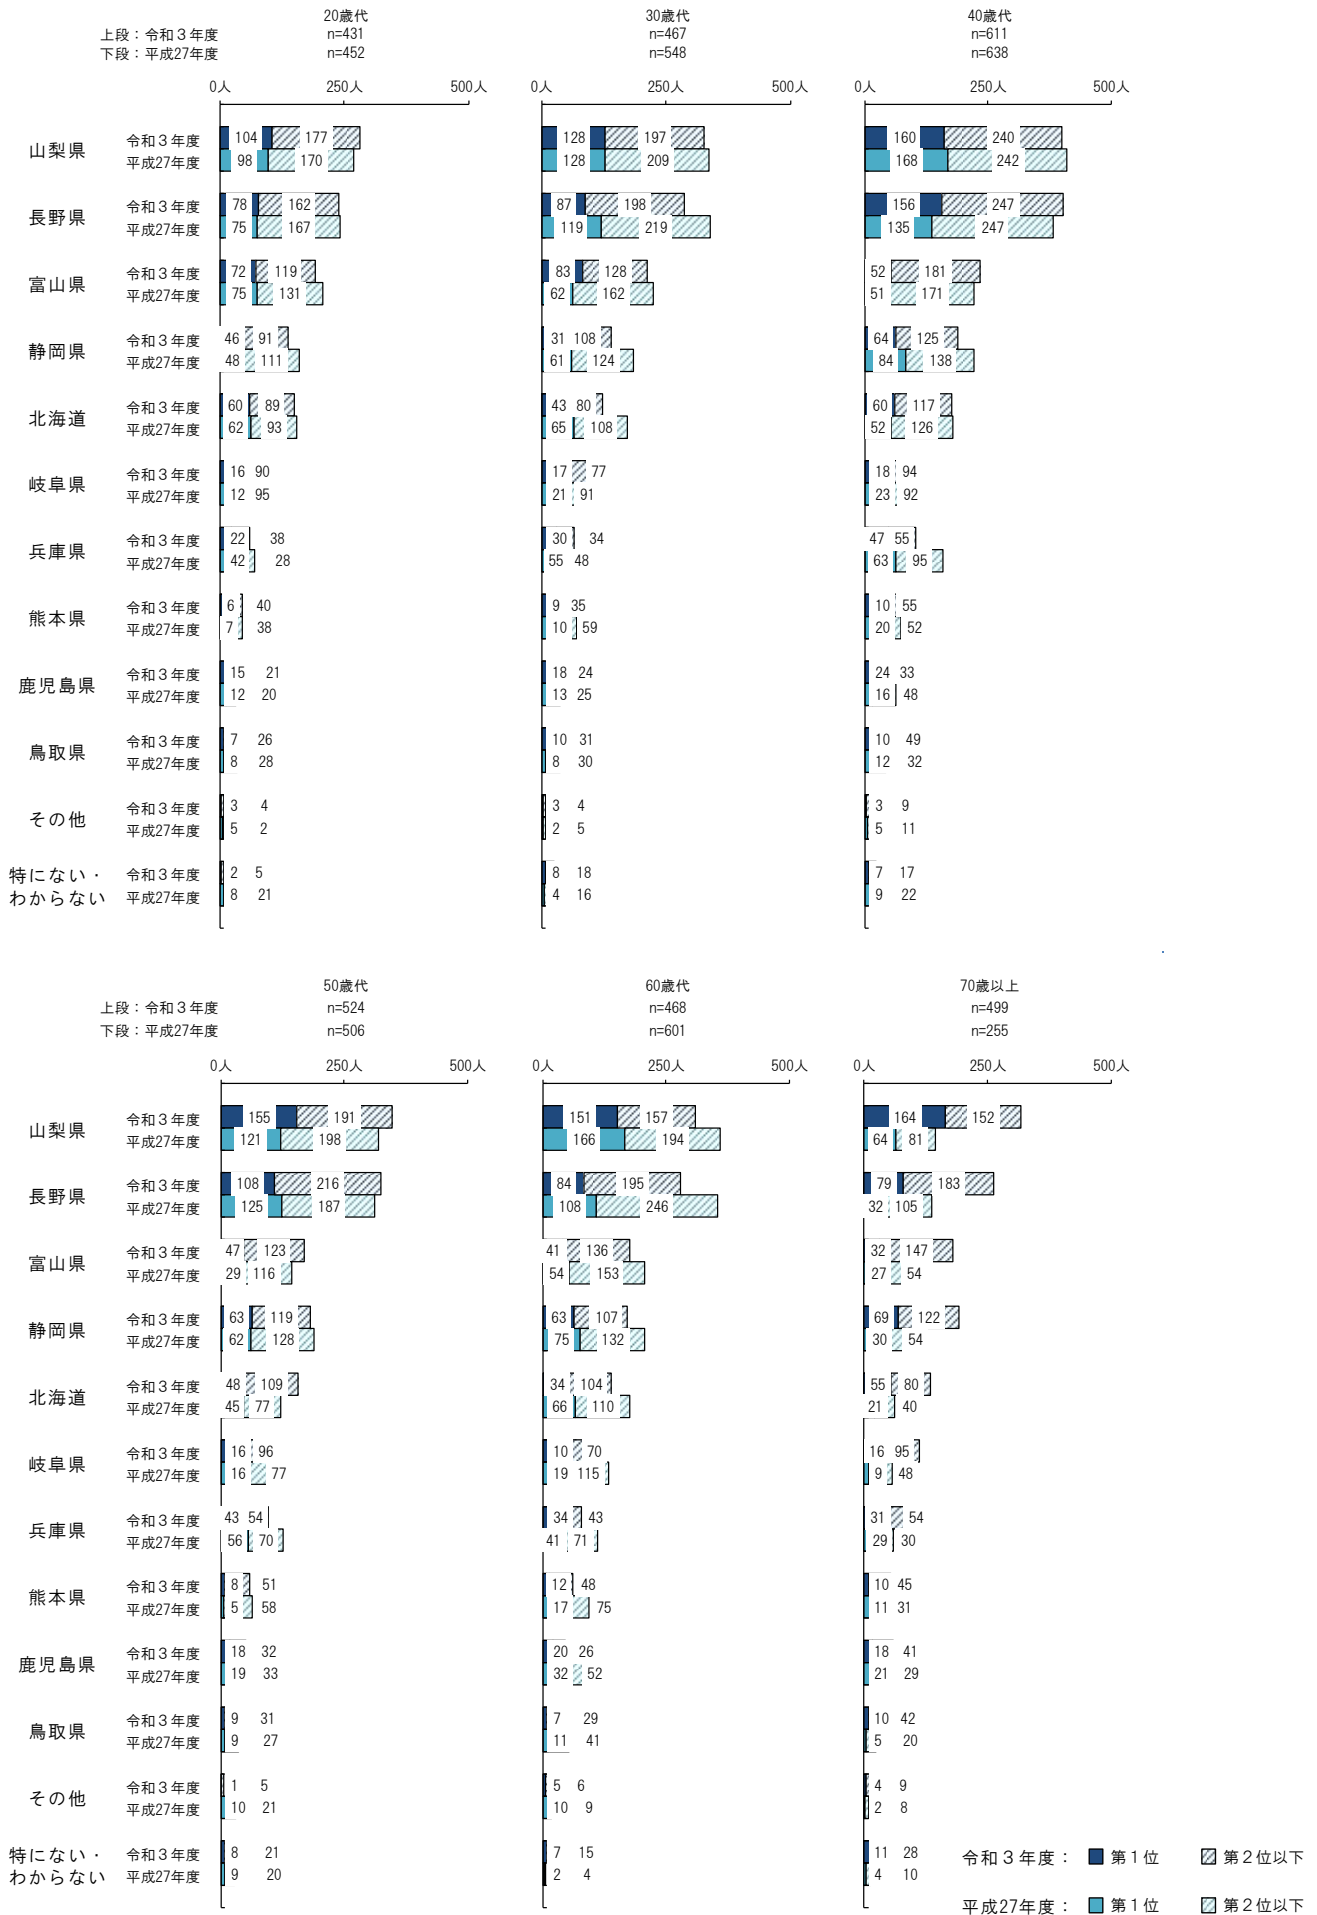 20歳代 30歳代 40歳代
上段：令和３年度 n=431 n=467 n=611
下段：平成27年度 n=452 n=548 n=638
0人 250人 500人 0人 250人 500人 0人 250人 500人
山梨県 令和３年度 104 177 128 197 160 240
平成27年度 98 170 128 209 168 242
長野県 令和３年度 78 162 87 198 156 247
平成27年度 75 167 119 219 135 247
富山県 令和３年度 72 119 83 128 52 181
平成27年度 75 131 62 162 51 171
静岡県 令和３年度 46 91 31 108 64 125
平成27年度 48 111 61 124 84 138
北海道 令和３年度 60 89 43 80 60 117
平成27年度 62 93 65 108 52 126
岐阜県 令和３年度 16 90 17 77 18 94
平成27年度 12 95 21 91 23 92
兵庫県 令和３年度 22 38 30 34 47 55
平成27年度 42 28 55 48 63 95
熊本県 令和３年度 6 40 9 35 10 55
平成27年度 7 38 10 59 20 52
鹿児島県 令和３年度 15 21 18 24 24 33
平成27年度 12 20 13 25 16 48
鳥取県 令和３年度 7 26 10 31 10 49
平成27年度 8 28 8 30 12 32
その他 令和３年度 3 4 3 4 3 9
平成27年度 5 2 2 5 5 11
特にない・ 令和３年度 2 5 8 18 7 17
わからない 平成27年度 8 21 4 16 9 22
50歳代 60歳代 70歳以上
上段：令和３年度 n=524 n=468 n=499
下段：平成27年度 n=506 n=601 n=255
0人 250人 500人 0人 250人 500人 0人 250人 500人
山梨県 令和３年度 155 191 151 157 164 152
平成27年度 121 198 166 194 64 81
長野県 令和３年度 108 216 84 195 79 183
平成27年度 125 187 108 246 32 105
富山県 令和３年度 47 123 41 136 32 147
平成27年度 29 116 54 153 27 54
静岡県 令和３年度 63 119 63 107 69 122
平成27年度 62 128 75 132 30 54
北海道 令和３年度 48 109 34 104 55 80
平成27年度 45 77 66 110 21 40
岐阜県 令和３年度 16 96 10 70 16 95
平成27年度 16 77 19 115 9 48
兵庫県 令和３年度 43 54 34 43 31 54
平成27年度 56 70 41 71 29 30
熊本県 令和３年度 8 51 12 48 10 45
平成27年度 5 58 17 75 11 31
鹿児島県 令和３年度 18 32 20 26 18 41
平成27年度 19 33 32 52 21 29
鳥取県 令和３年度 9 31 7 29 10 42
平成27年度 9 27 11 41 5 20
その他 令和３年度 1 5 5 6 4 9
平成27年度 10 21 10 9 2 8
特にない・ 令和３年度 8 21 7 15 11 28
わからない 平成27年度 9 20 2 4 4 10
令和３年度： 第１位 第２位以下
平成27年度： 第１位 第２位以下